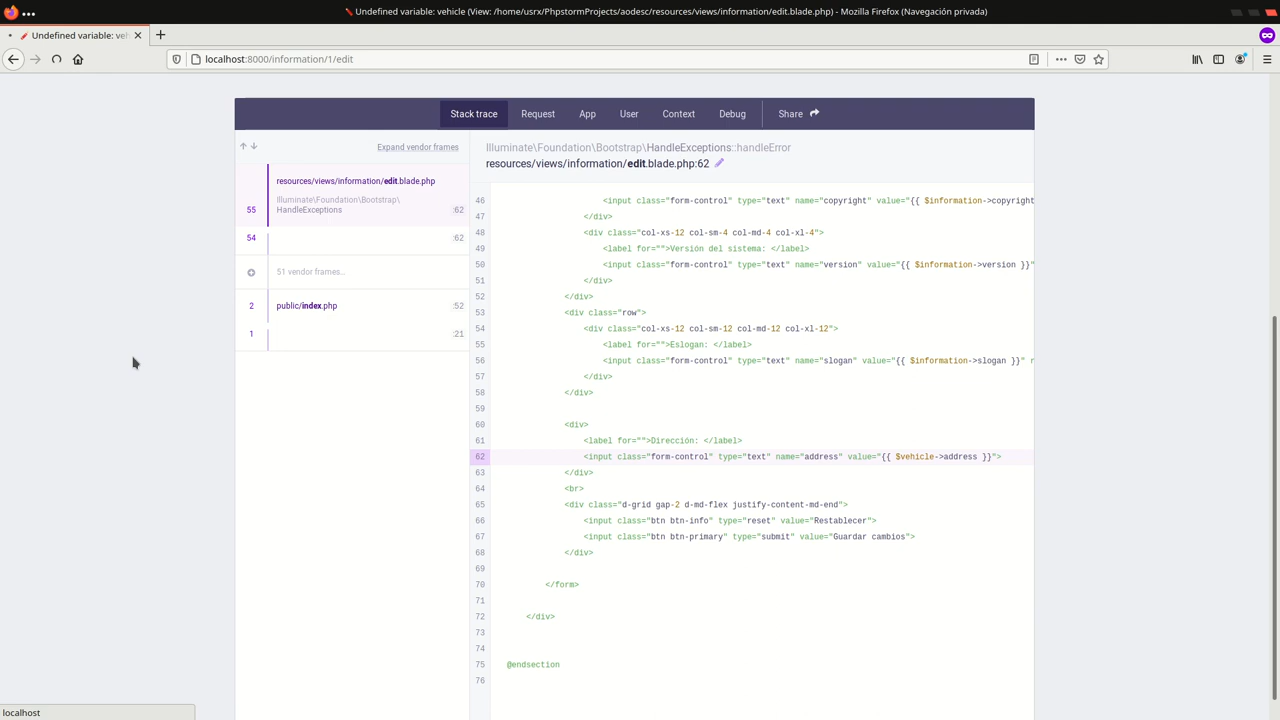 Undefined variable: vehicle (View: /home/usrx/PhpstormProjects/aodesc/resources/views/information/edit.blade.php) - Mozilla Firefox (Navegación privada)
Undefined variable: veh
localhost:8000/information/1/edit
Stack trace
Request
App
User
Context
Debug
Share
Expand vendor frames
resources/views/information/edit.blade.php
Illuminate\Foundation\Bootstrap\
55 HandleExceptions :62
54 :62
51 vendor frames…
2 public/index.php :52
1 :21
Illuminate\Foundation\Bootstrap\HandleExceptions::handleError
resources/views/information/edit.blade.php:62
46 <input class="form-control" type="text" name="copyright" value="{{ $information->copyright
47 </div>
48 <div class="col-xs-12 col-sm-4 col-md-4 col-xl-4">
49 <label for="">Versión del sistema: </label>
50 <input class="form-control" type="text" name="version" value="{{ $information->version }}"
51 </div>
52 </div>
53 <div class="row">
54 <div class="col-xs-12 col-sm-12 col-md-12 col-xl-12">
55 <label for="">Eslogan: </label>
56 <input class="form-control" type="text" name="slogan" value="{{ $information->slogan }}" r
57 </div>
58 </div>
59
60 <div>
61 <label for="">Dirección: </label>
62 <input class="form-control" type="text" name="address" value="{{ $vehicle->address }}">
63 </div>
64 <br>
65 <div class="d-grid gap-2 d-md-flex justify-content-md-end">
66 <input class="btn btn-info" type="reset" value="Restablecer">
67 <input class="btn btn-primary" type="submit" value="Guardar cambios">
68 </div>
69
70 </form>
71
72 </div>
73
74
75 @endsection
76
localhost